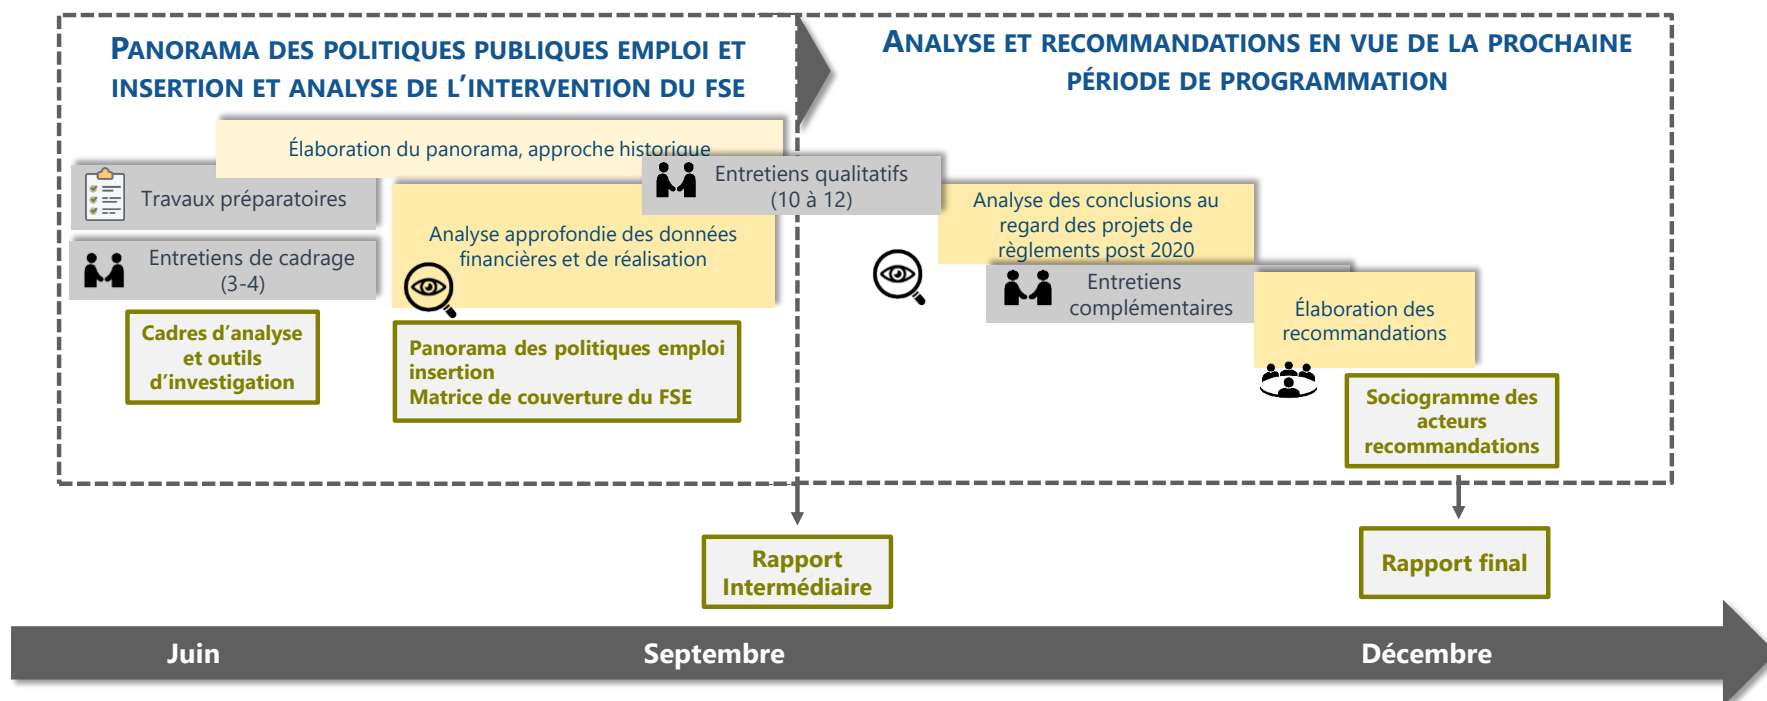 PANORAMA DES POLITIQUES PUBLIQUES EMPLOI ET
INSERTION ET ANALYSE DE L’INTERVENTION DU FSE
ANALYSE ET RECOMMANDATIONS EN VUE DE LA PROCHAINE
PÉRIODE DE PROGRAMMATION
Élaboration du panorama, approche historique
Travaux préparatoires
Entretiens de cadrage
(3-4)
Cadres d’analyse
et outils
d’investigation
Analyse approfondie des données
financières et de réalisation
Panorama des politiques emploi
insertion
Matrice de couverture du FSE
Entretiens qualitatifs
(10 à 12)
Analyse des conclusions au
regard des projets de
règlements post 2020
Entretiens
complémentaires
Élaboration des
recommandations
Sociogramme des
acteurs
recommandations
Rapport
Intermédiaire
Rapport final
Juin
Septembre
Décembre